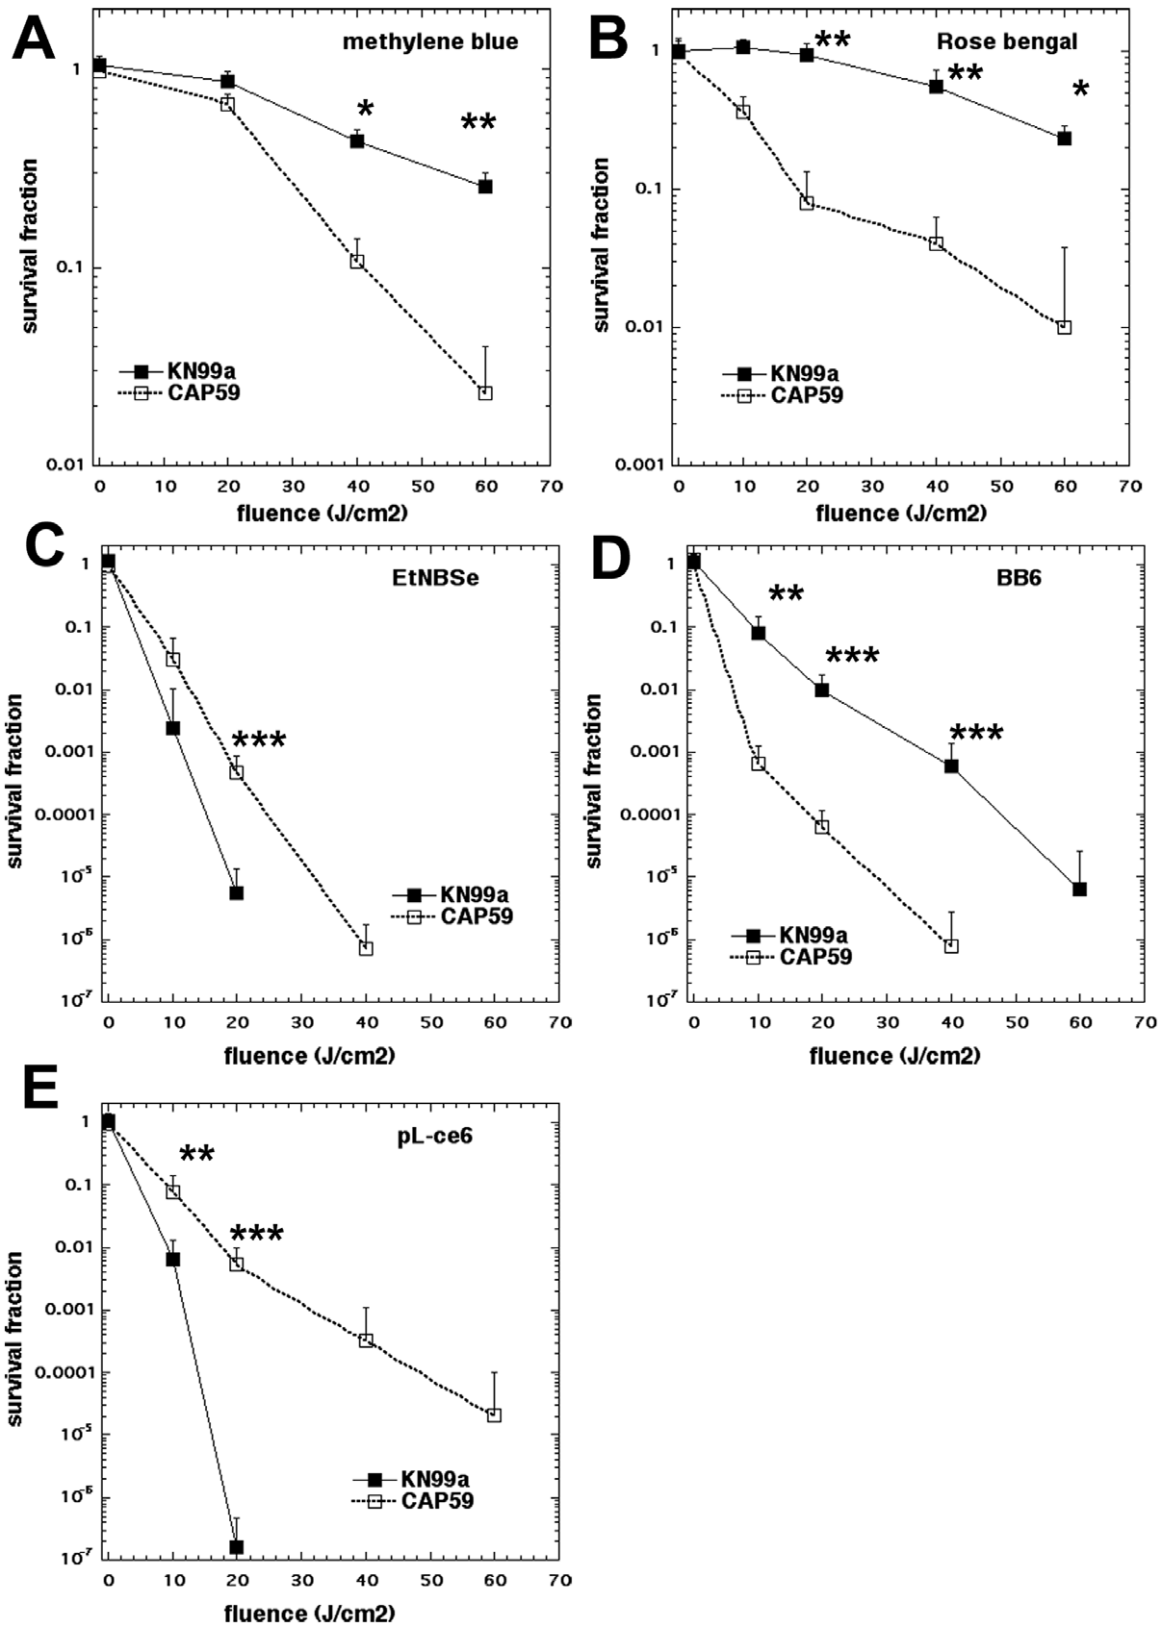 A
methylene blue
survival fraction
1
0.1
0.01
*
**
KN99a
CAP59
0 10 20 30 40 50 60 70
fluence (J/cm2)
B
Rose bengal
survival fraction
1
0.1
0.01
0.001
**
**
*
KN99a
CAP59
0 10 20 30 40 50 60 70
fluence (J/cm2)
C
EtNBSe
survival fraction
1
0.1
0.01
0.001
0.0001
10-5
10-6
10-7
***
KN99a
CAP59
0 10 20 30 40 50 60 70
fluence (J/cm2)
D
BB6
survival fraction
1
0.1
0.01
0.001
0.0001
10-5
10-6
10-7
**
***
***
KN99a
CAP59
0 10 20 30 40 50 60 70
fluence (J/cm2)
E
pL-ce6
survival fraction
1
0.1
0.01
0.001
0.0001
10-5
10-6
10-7
**
***
KN99a
CAP59
0 10 20 30 40 50 60 70
fluence (J/cm2)